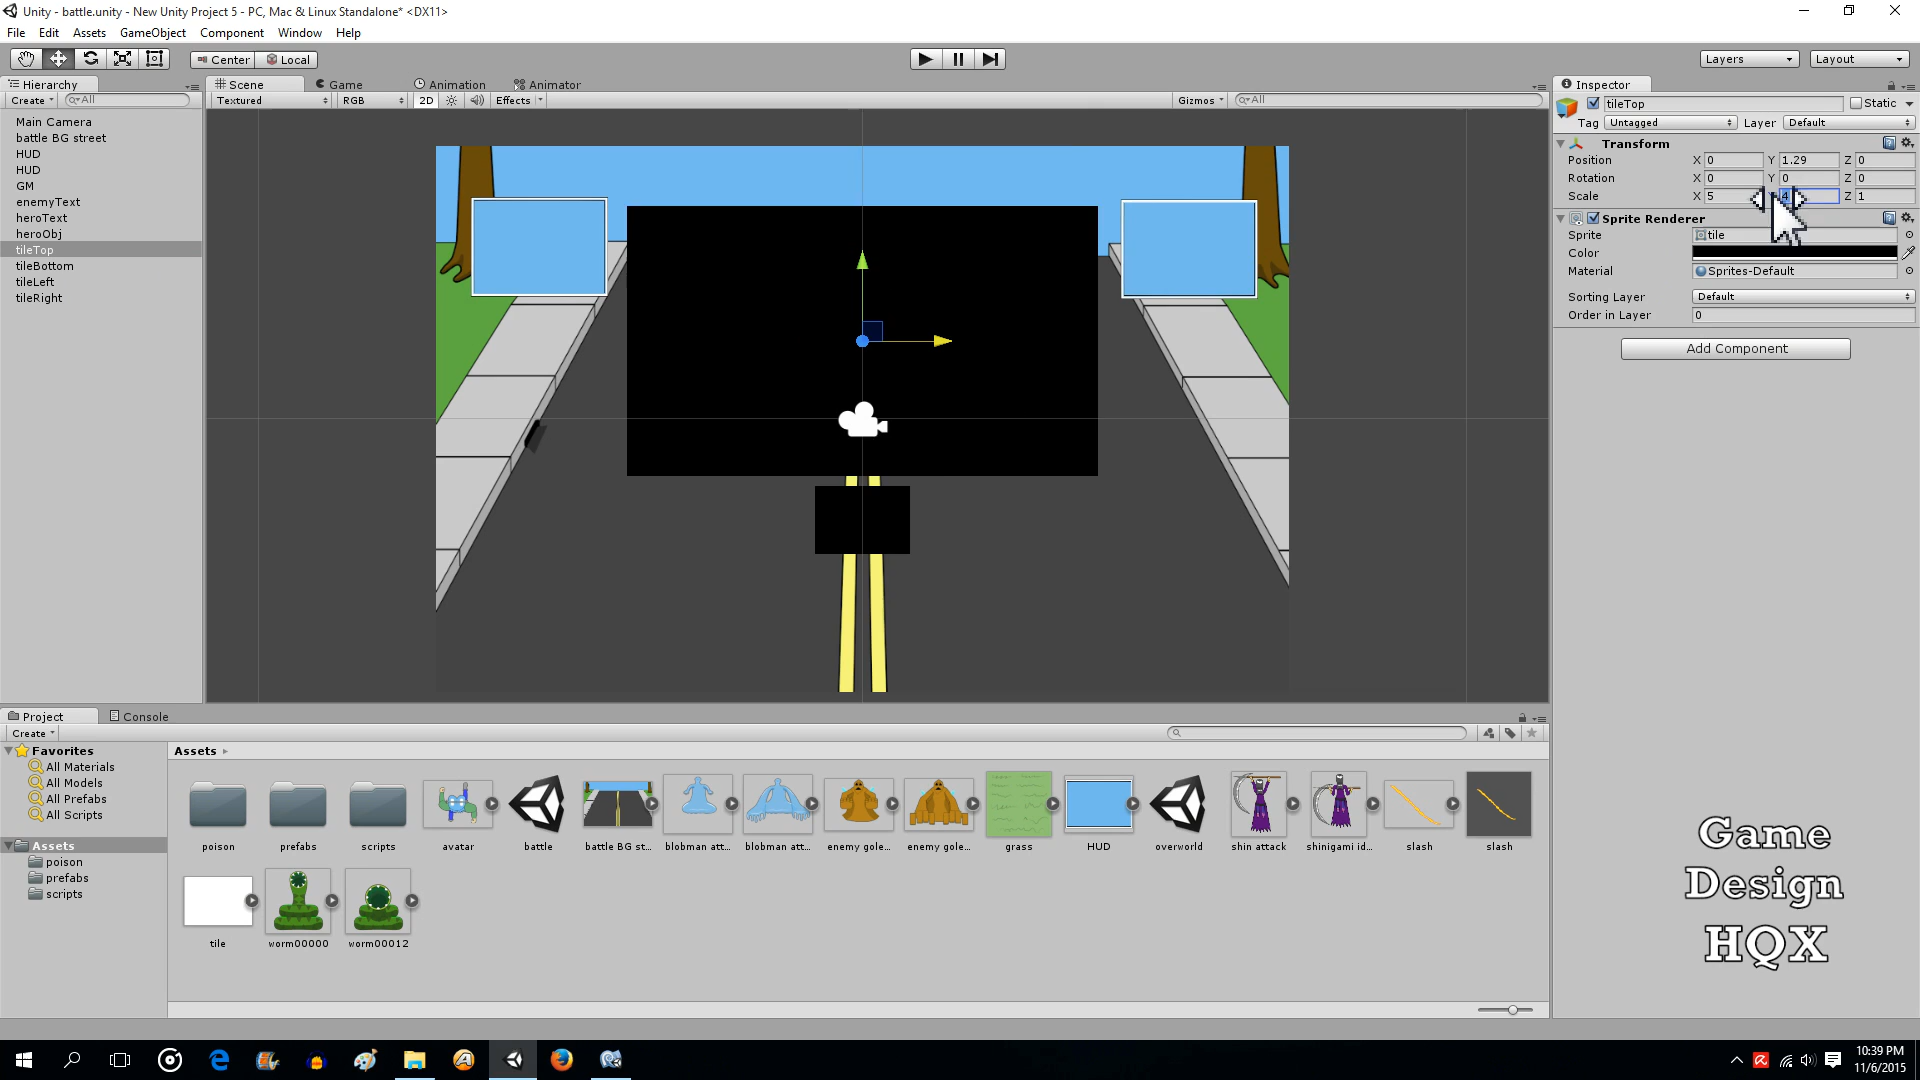 Unity - battle.unity - New Unity Project 5 - PC, Mac & Linux Standalone* <DX11>
File Edit Assets GameObject Component Window Help
Center Local Layers Layout
Hierarchy Scene Game Animation Animator Inspector
Create All Textured RGB 2D Effects Gizmos All
tileTop Static
Tag Untagged Layer Default
Main Camera
battle BG street
HUD
HUD
GM
enemyText
heroText
heroObj
tileTop
tileBottom
tileLeft
tileRight
Transform
Position X 0 Y 1.29 Z 0
Rotation X 0 Y 0 Z 0
Scale X 5 4 Z 1
Sprite Renderer
Sprite tile
Color
Material Sprites-Default
Sorting Layer Default
Order in Layer 0
Add Component
Project Console
Create
Favorites
All Materials
All Models
All Prefabs
All Scripts
Assets
poison
prefabs
scripts
Assets
poison prefabs scripts avatar battle battle BG st... blobman att... blobman att... enemy gole... enemy gole... grass HUD overworld shin attack shinigami id... slash slash
tile worm00000 worm00012
Game
Design
HQX
10:39 PM
11/6/2015